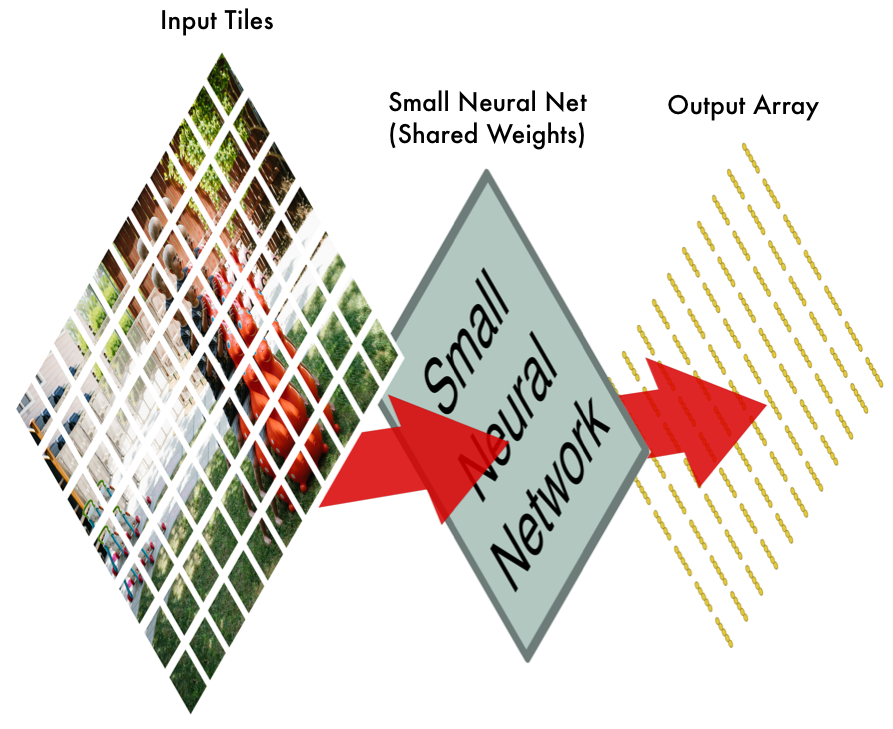 Input Tiles
Small Neural Net
(Shared Weights)
Output Array
Small
Neural
Network